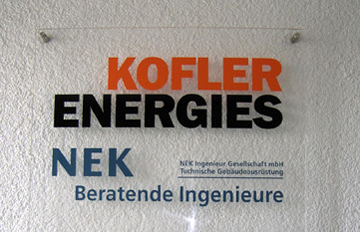 KOFLER
ENERGIES
NEK
NEK Ingenieur Gesellschaft mbH
Technische Gebäudeausrüstung
Beratende Ingenieure